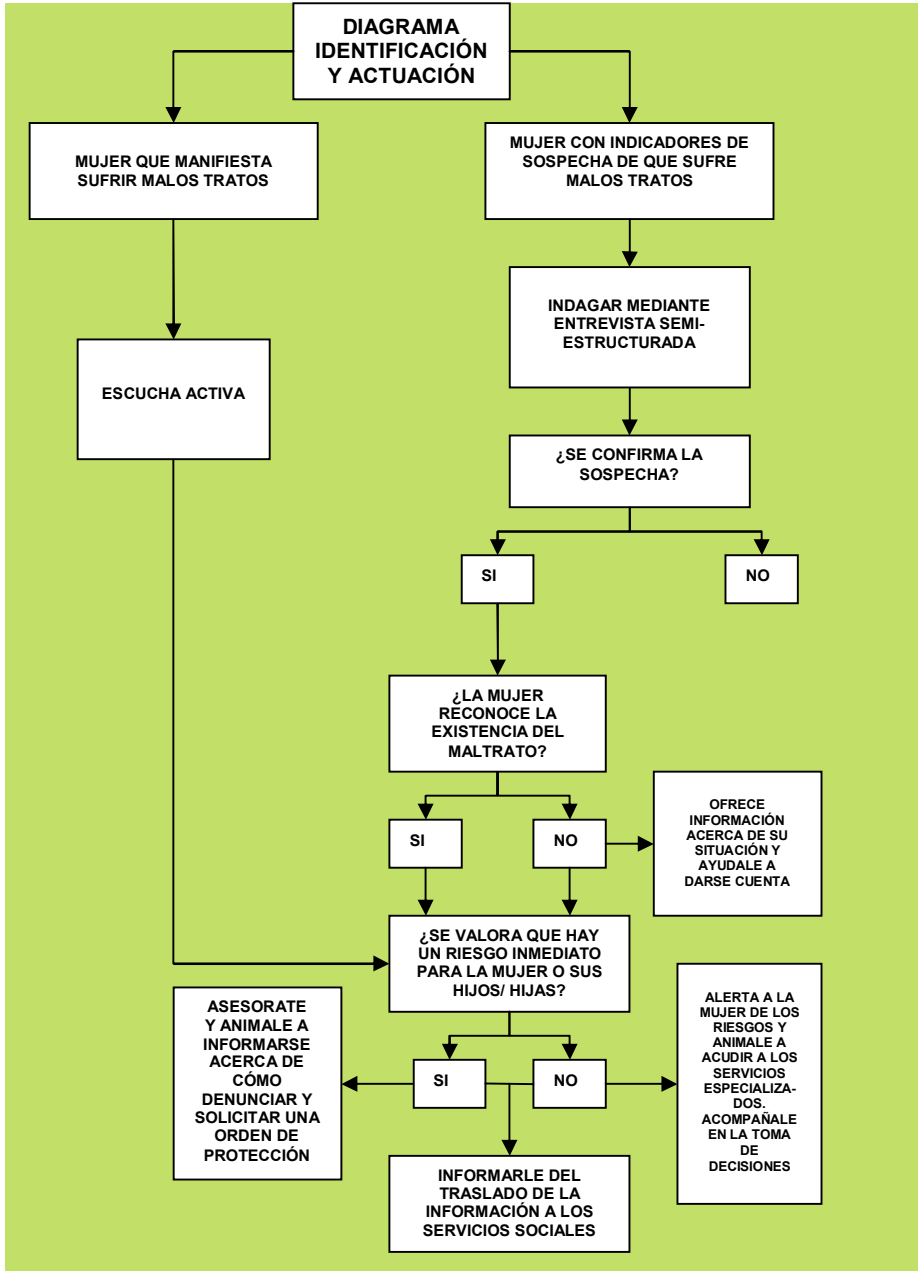 DIAGRAMA
IDENTIFICACIÓN
Y ACTUACIÓN
MUJER QUE MANIFIESTA
SUFRIR MALOS TRATOS
MUJER CON INDICADORES DE
SOSPECHA DE QUE SUFRE
MALOS TRATOS
INDAGAR MEDIANTE
ENTREVISTA SEMI-
ESTRUCTURADA
ESCUCHA ACTIVA
¿SE CONFIRMA LA
SOSPECHA?
SI
NO
¿LA MUJER
RECONOCE LA
EXISTENCIA DEL
MALTRATO?
SI
NO
OFRECE
INFORMACIÓN
ACERCA DE SU
SITUACIÓN Y
AYUDALE A
DARSE CUENTA
¿SE VALORA QUE HAY
UN RIESGO INMEDIATO
PARA LA MUJER O SUS
HIJOS/ HIJAS?
ASESORATE
Y ANIMALE A
INFORMARSE
ACERCA DE
CÓMO
DENUNCIAR Y
SOLICITAR UNA
ORDEN DE
PROTECCIÓN
SI
NO
ALERTA A LA
MUJER DE LOS
RIESGOS Y
ANIMALE A
ACUDIR A LOS
SERVICIOS
ESPECIALIZA-
DOS.
ACOMPAÑALE
EN LA TOMA
DE
DECISIONES
INFORMARLE DEL
TRASLADO DE LA
INFORMACIÓN A LOS
SERVICIOS SOCIALES